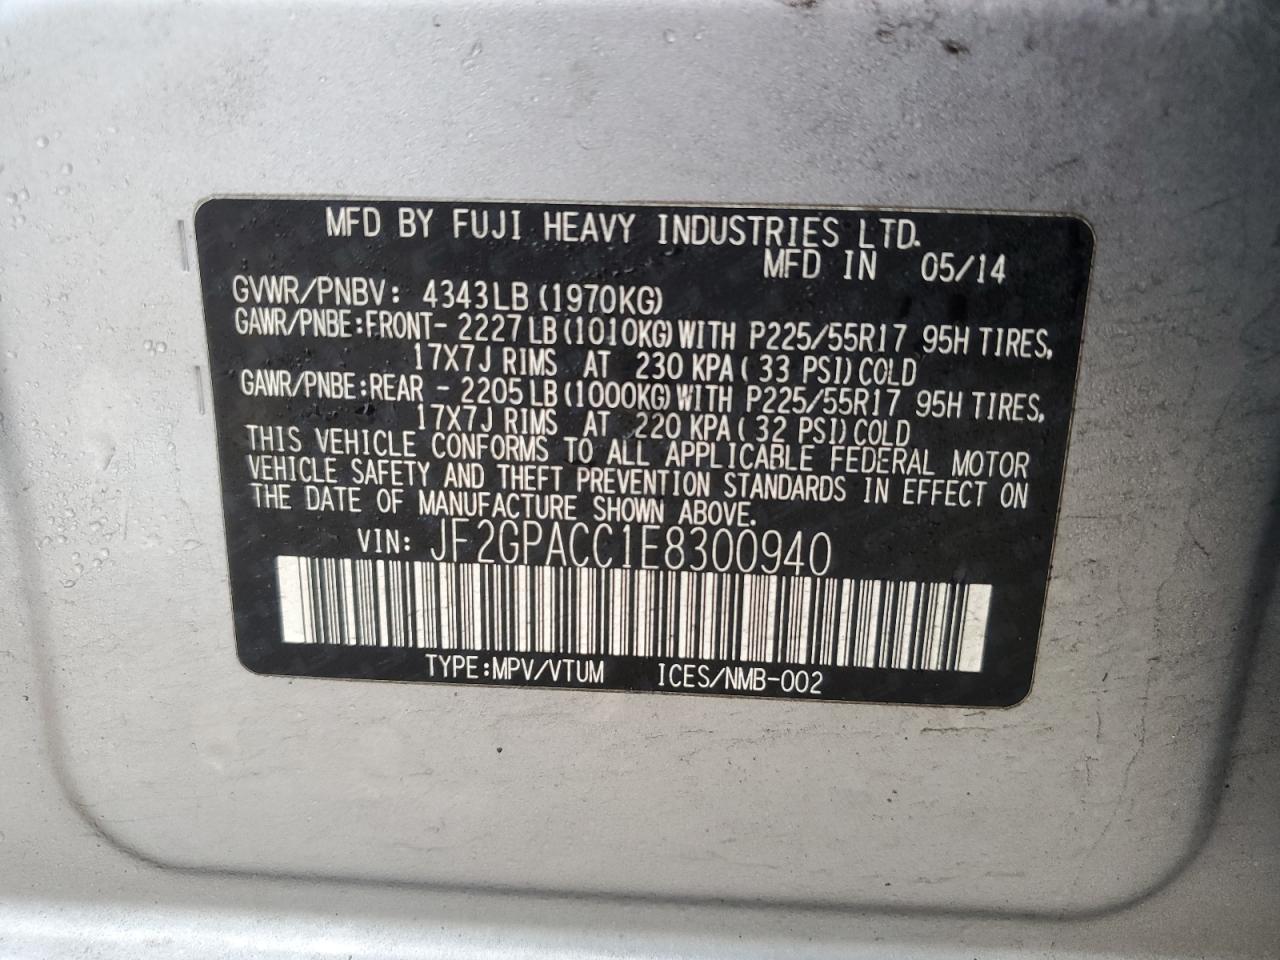 MFD BY FUJI HEAVY INDUSTRIES LTD.
MFD IN 05/14
GVWR/PNBV: 4343LB (1970KG)
GAWR/PNBE:FRONT- 2227 LB (1010KG) WITH P225/55R17 95H TIRES,
17X7J RIMS AT 230 KPA ( 33 PSI) COLD
GAWR/PNBE:REAR - 2205 LB (1000KG) WITH P225/55R17 95H TIRES,
17X7J RIMS AT 220 KPA ( 32 PSI) COLD
THIS VEHICLE CONFORMS TO ALL APPLICABLE FEDERAL MOTOR
VEHICLE SAFETY AND THEFT PREVENTION STANDARDS IN EFFECT ON
THE DATE OF MANUFACTURE SHOWN ABOVE.
VIN: JF2GPACC1E8300940
TYPE:MPV/VTUM ICES/NMB-002